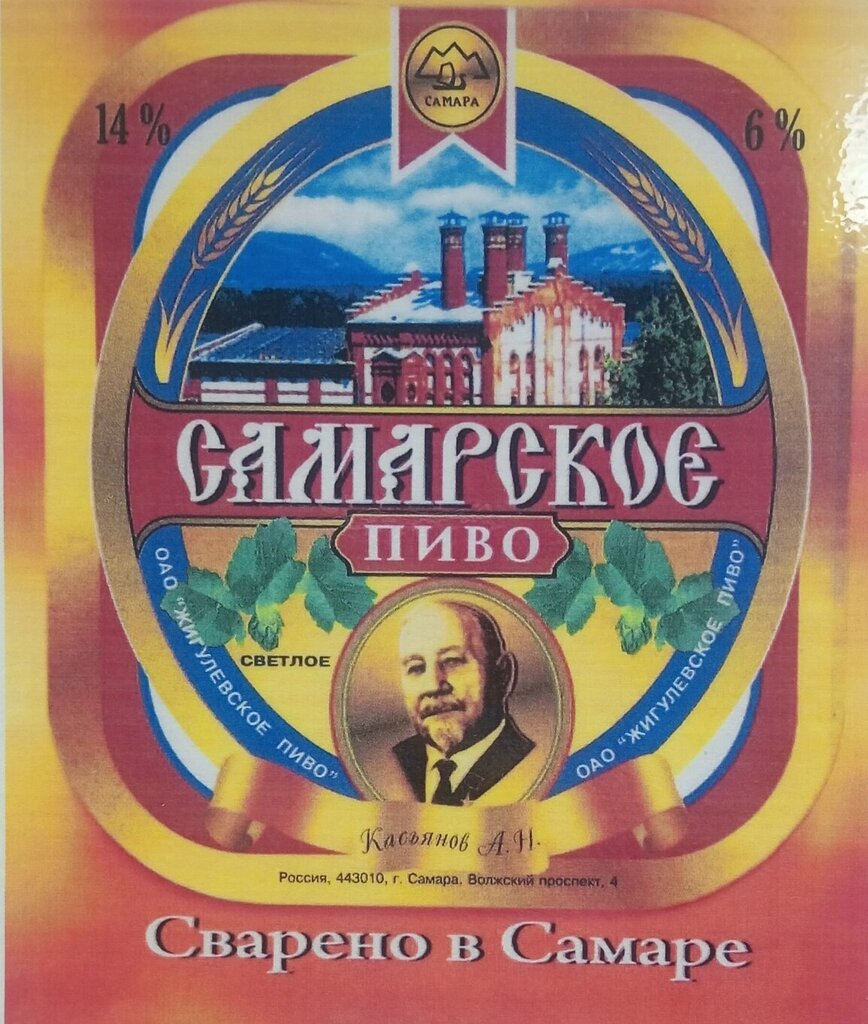 САМАРА
14 %
6 %
САМАРСКОЕ
ПИВО
ОАО "ЖИГУЛЕВСКОЕ ПИВО"
ОАО "ЖИГУЛЕВСКОЕ ПИВО"
СВЕТЛОЕ
Касьянов А.Н.
Россия, 443010, г. Самара, Волжский проспект, 4
Сварено в Самаре